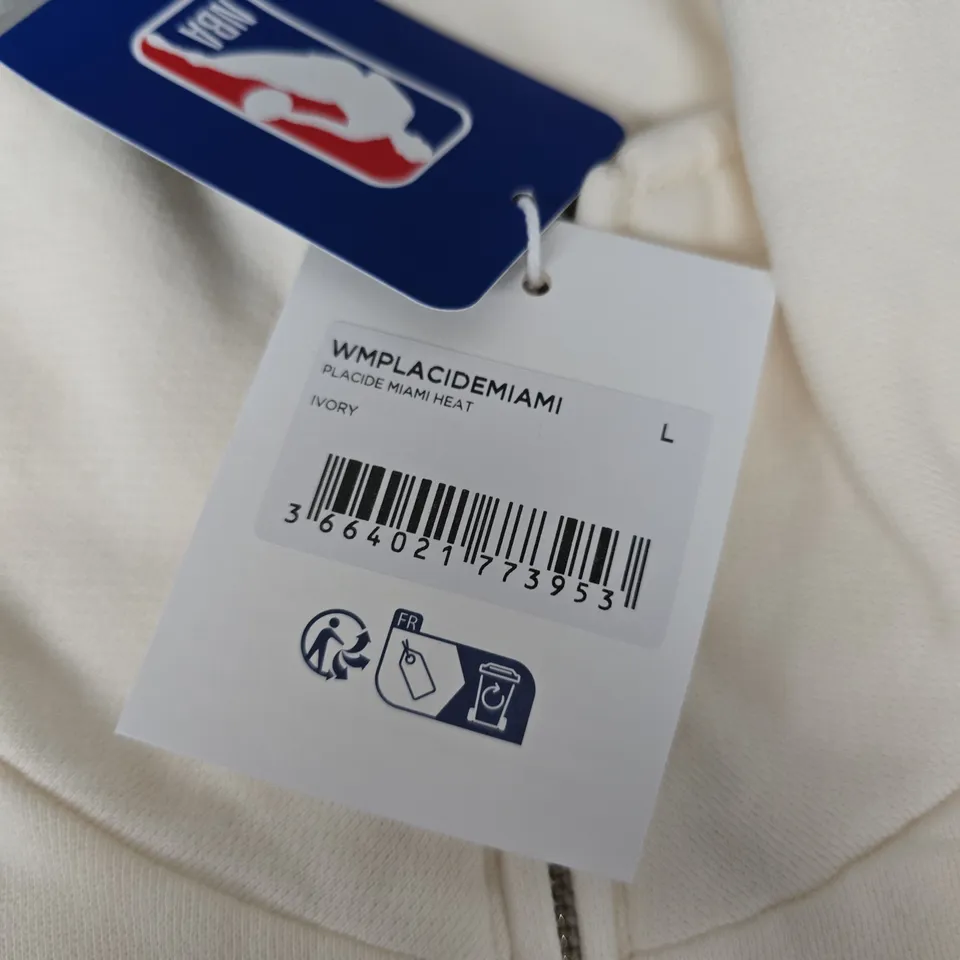 NBA
WMPLACIDEMIAMI
PLACIDE MIAMI HEAT
IVORY
L
3 664021 773953
FR